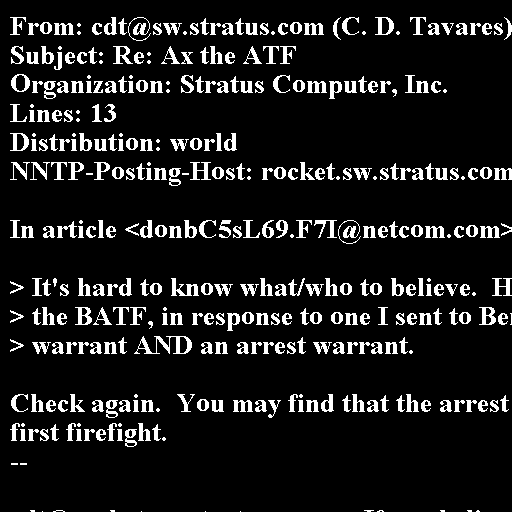 From: cdt@sw.stratus.com (C. D. Tavares)
Subject: Re: Ax the ATF
Organization: Stratus Computer, Inc.
Lines: 13
Distribution: world
NNTP-Posting-Host: rocket.sw.stratus.com
In article <donbC5sL69.F7I@netcom.com>
> It's hard to know what/who to believe.  H
> the BATF, in response to one I sent to Be
> warrant AND an arrest warrant.
Check again.  You may find that the arrest
first firefight.
--